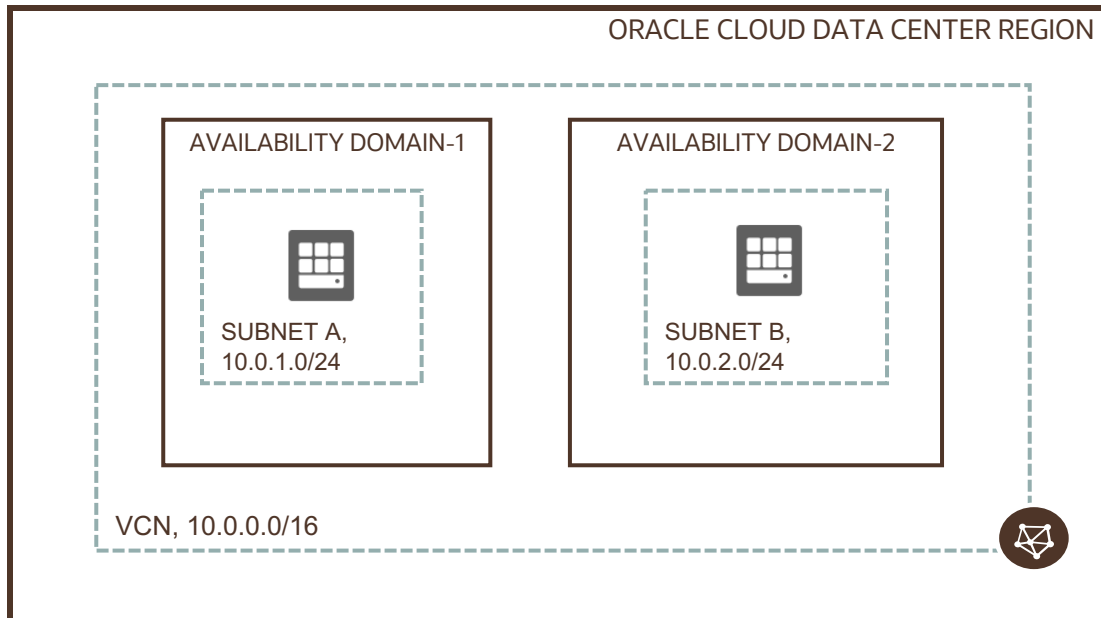 ORACLE CLOUD DATA CENTER REGION
AVAILABILITY DOMAIN-1
SUBNET A,
10.0.1.0/24
AVAILABILITY DOMAIN-2
SUBNET B,
10.0.2.0/24
VCN, 10.0.0.0/16